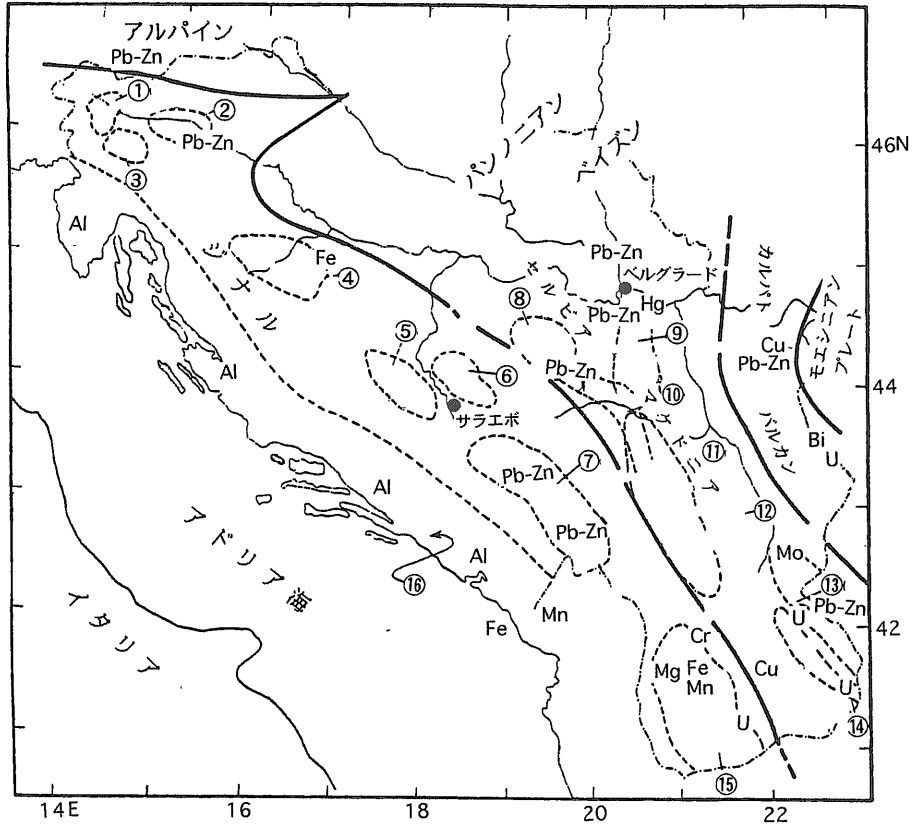 アルパイン
Pb-Zn
①
②
Pb-Zn
③
46N
パンノニアン
ベイスン
Al
Fe
④
ジナル
Pb-Zn
ベルグラード
Hg
Pb-Zn
セルビア
⑧
⑨
カルパト
モエシニアン
プレート
Cu
Pb-Zn
⑤
⑥
Pb-Zn
⑩
44
Al
サラエボ
マケドニア
⑪
バルカン
Bi
U
⑦
Pb-Zn
Al
Pb-Zn
⑫
Mo
アドリア海
⑯
Al
⑬
Pb-Zn
イタリア
Mn
Fe
U
42
Cr
Cu
Mg
Fe
Mn
U
U
⑭
⑮
14E
16
18
20
22